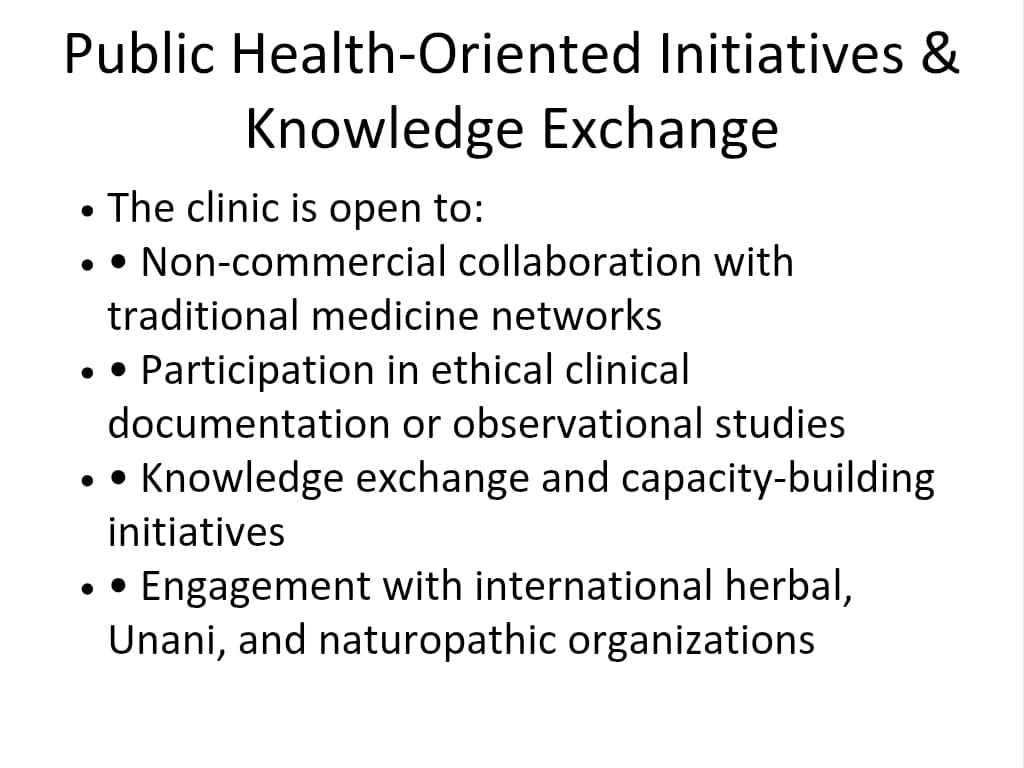 Public Health-Oriented Initiatives &
Knowledge Exchange
• The clinic is open to:
• • Non-commercial collaboration with
traditional medicine networks
• • Participation in ethical clinical
documentation or observational studies
• • Knowledge exchange and capacity-building
initiatives
• • Engagement with international herbal,
Unani, and naturopathic organizations